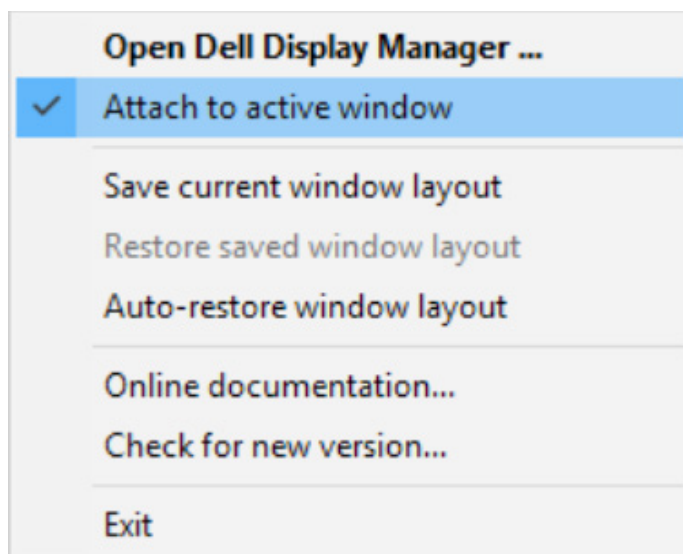 Open Dell Display Manager ...
Attach to active window
Save current window layout
Restore saved window layout
Auto-restore window layout
Online documentation...
Check for new version...
Exit